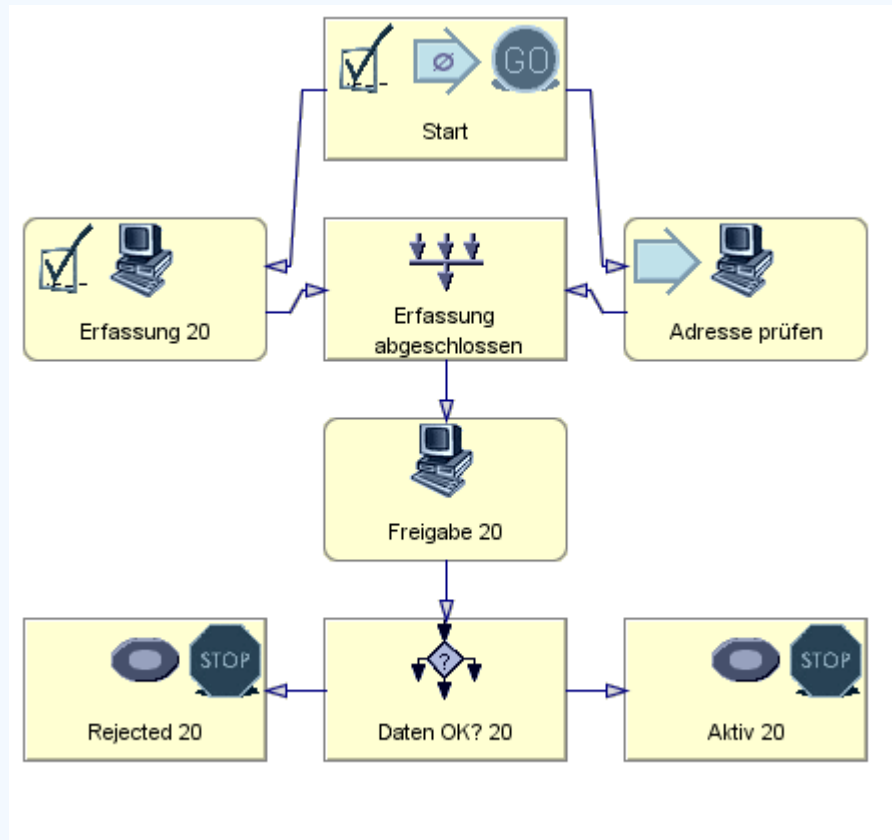 GO
Start
Erfassung 20
Erfassung
abgeschlossen
Adresse prüfen
Freigabe 20
STOP
Rejected 20
?
Daten OK? 20
STOP
Aktiv 20